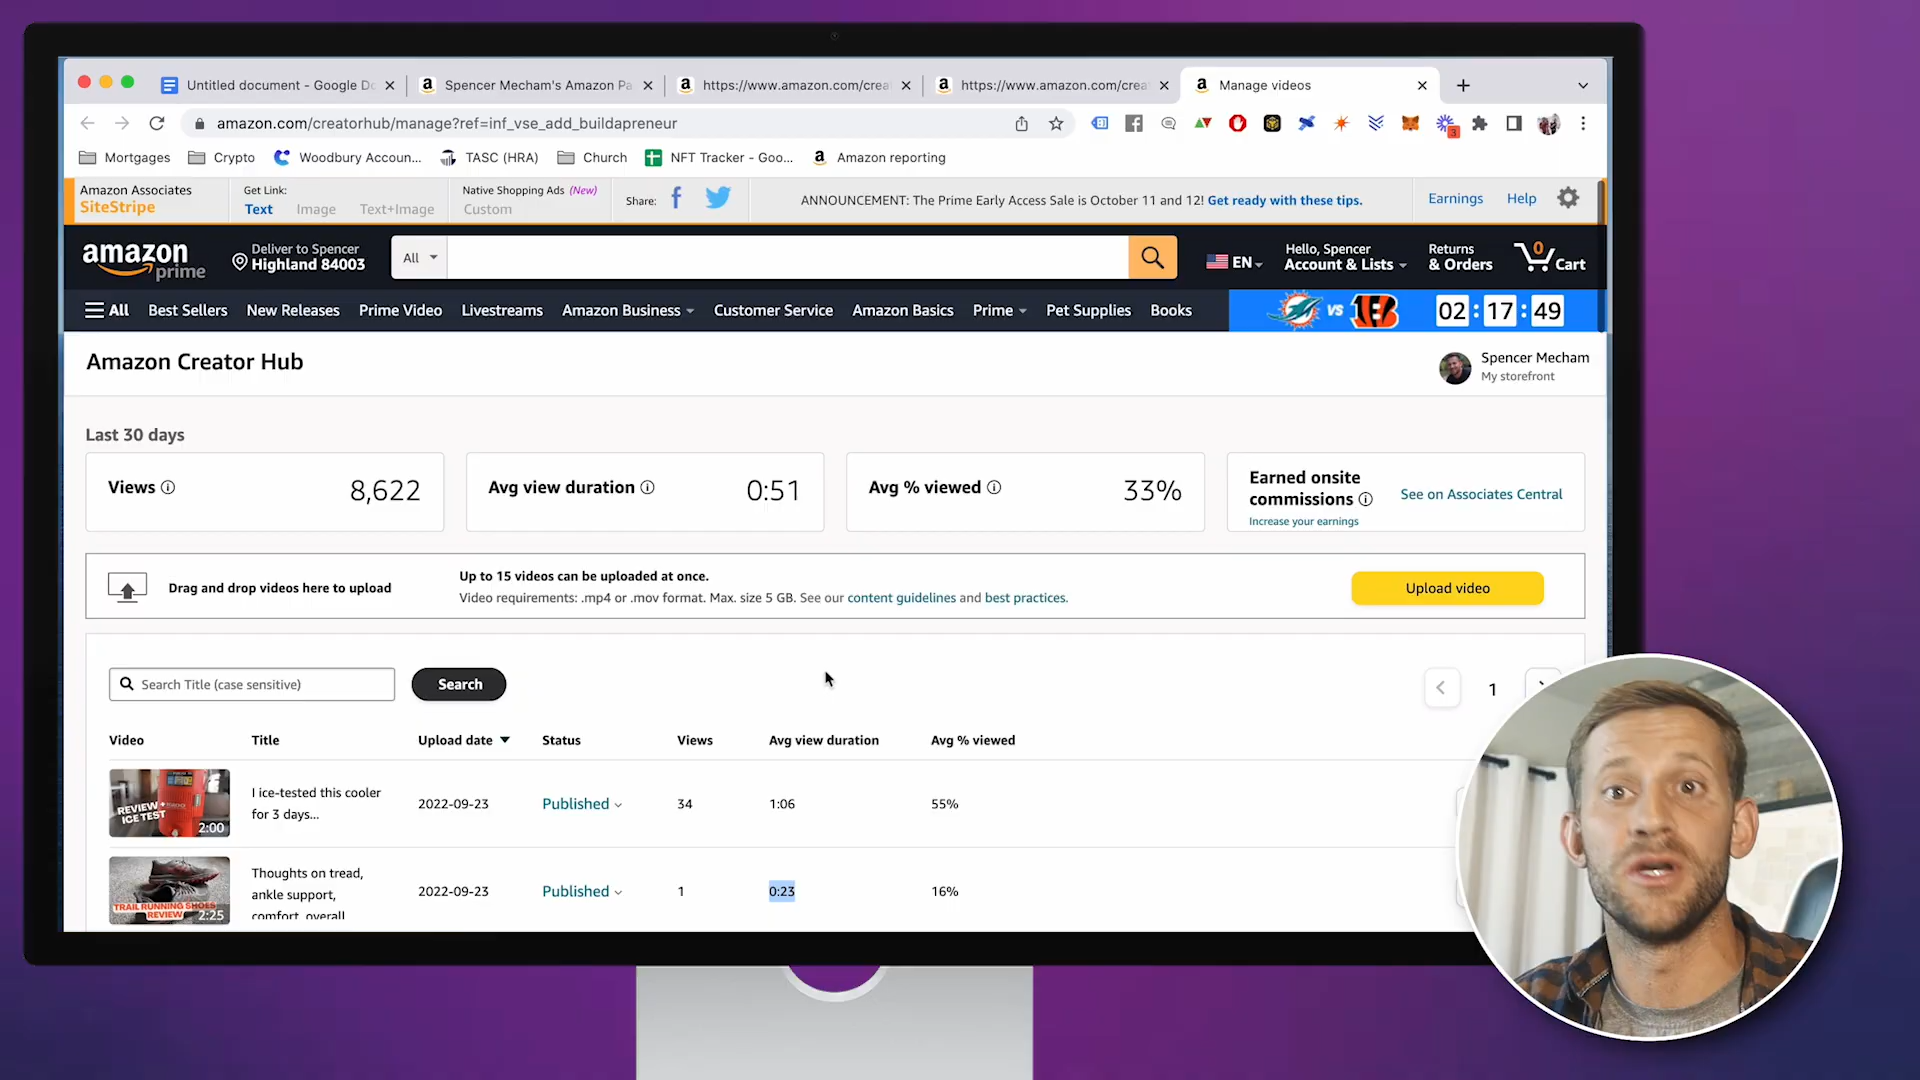 Untitled document - Google Do
Spencer Mecham's Amazon Pa
https://www.amazon.com/crea
https://www.amazon.com/crea
Manage videos
amazon.com/creatorhub/manage?ref=inf_vse_add_buildapreneur
3
Mortgages
Crypto
Woodbury Accoun...
TASC (HRA)
Church
NFT Tracker - Goo...
Amazon reporting
Amazon Associates
SiteStripe
Get Link:
Text
Image
Text+Image
Native Shopping Ads (New)
Custom
Share:
ANNOUNCEMENT: The Prime Early Access Sale is October 11 and 12! Get ready with these tips.
Earnings
Help
amazon
prime
Deliver to Spencer
Highland 84003
All
EN
Hello, Spencer
Account & Lists
Returns
& Orders
0
Cart
All
Best Sellers
New Releases
Prime Video
Livestreams
Amazon Business
Customer Service
Amazon Basics
Prime
Pet Supplies
Books
VS
02 : 17 : 49
Amazon Creator Hub
Spencer Mecham
My storefront
Last 30 days
Views
8,622
Avg view duration
0:51
Avg % viewed
33%
Earned onsite
commissions
Increase your earnings
See on Associates Central
Drag and drop videos here to upload
Up to 15 videos can be uploaded at once.
Video requirements: .mp4 or .mov format. Max. size 5 GB. See our content guidelines and best practices.
Upload video
Search Title (case sensitive)
Search
1
Video
Title
Upload date
Status
Views
Avg view duration
Avg % viewed
REVIEW +
ICE TEST
2:00
I ice-tested this cooler
for 3 days...
2022-09-23
Published
34
1:06
55%
TRAIL RUNNING SHOES
REVIEW
2:25
Thoughts on tread,
ankle support,
comfort, overall
2022-09-23
Published
1
0:23
16%